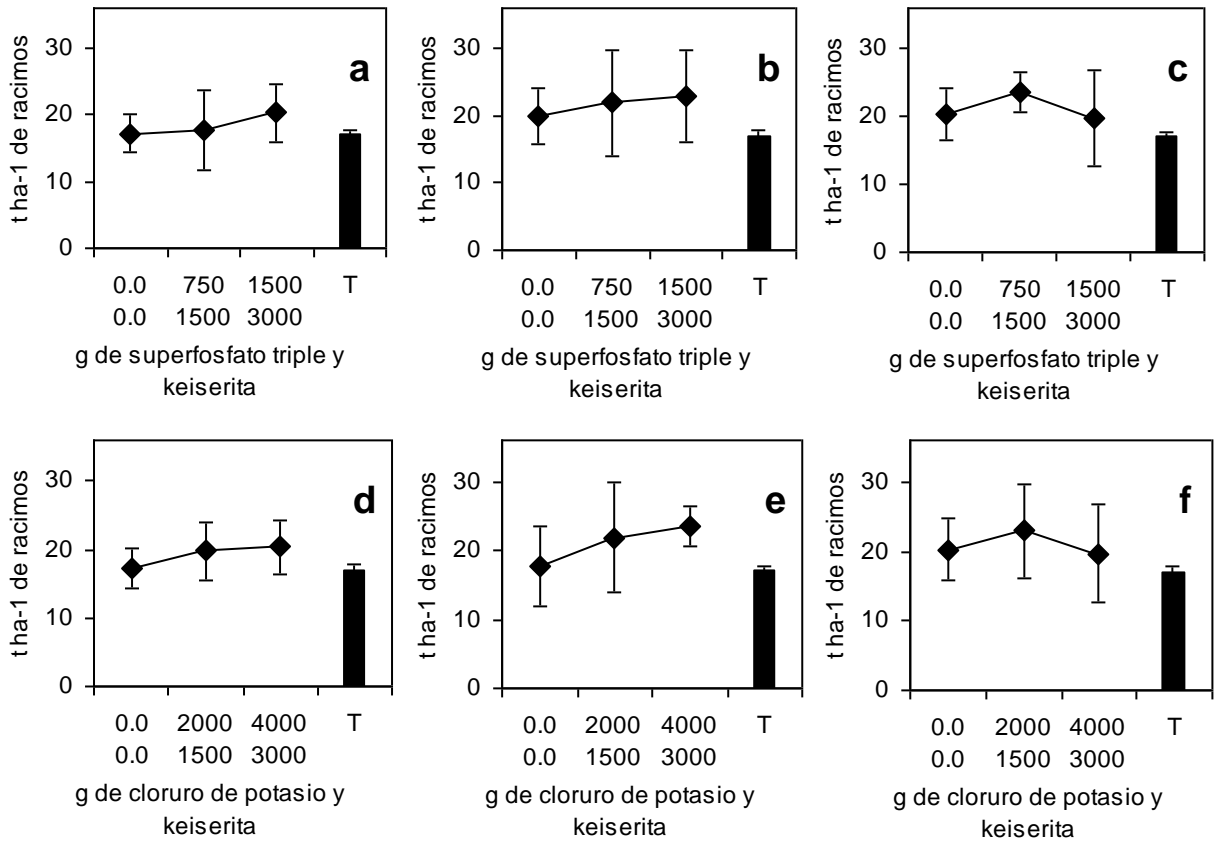 30
20
10
0
t ha-1 de racimos
a
0.0 750 1500 T
0.0 1500 3000
g de superfosfato triple y
keiserita
30
20
10
0
t ha-1 de racimos
b
0.0 750 1500 T
0.0 1500 3000
g de superfosfato triple y
keiserita
30
20
10
0
t ha-1 de racimos
c
0.0 750 1500 T
0.0 1500 3000
g de superfosfato triple y
keiserita
30
20
10
0
t ha-1 de racimos
d
0.0 2000 4000 T
0.0 1500 3000
g de cloruro de potasio y
keiserita
30
20
10
0
t ha-1 de racimos
e
0.0 2000 4000 T
0.0 1500 3000
g de cloruro de potasio y
keiserita
30
20
10
0
t ha-1 de racimos
f
0.0 2000 4000 T
0.0 1500 3000
g de cloruro de potasio y
keiserita